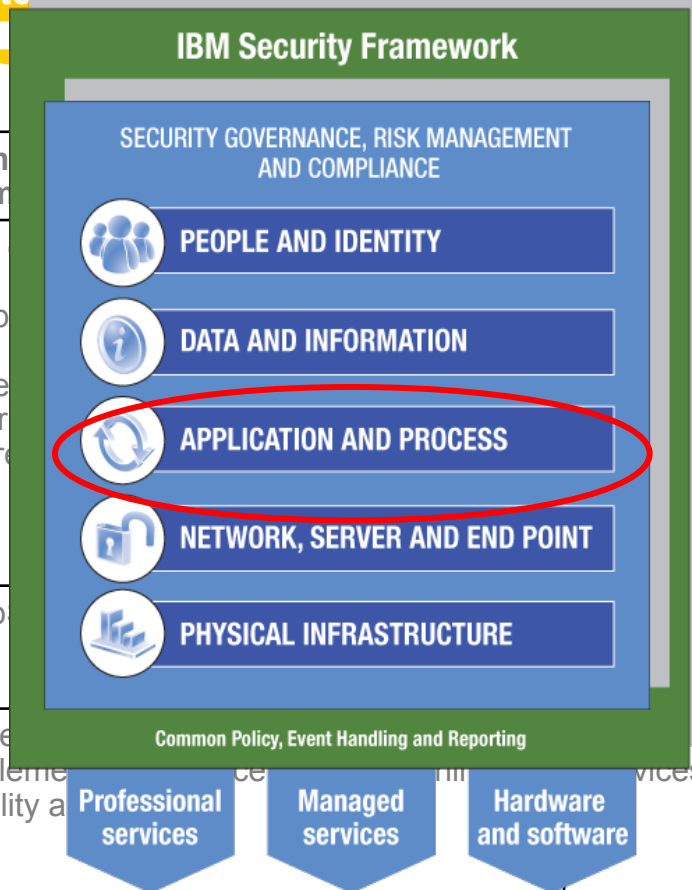 IBM Security Framework
SECURITY GOVERNANCE, RISK MANAGEMENT
AND COMPLIANCE
PEOPLE AND IDENTITY
DATA AND INFORMATION
APPLICATION AND PROCESS
NETWORK, SERVER AND END POINT
PHYSICAL INFRASTRUCTURE
Common Policy, Event Handling and Reporting
Professional
services
Managed
services
Hardware
and software